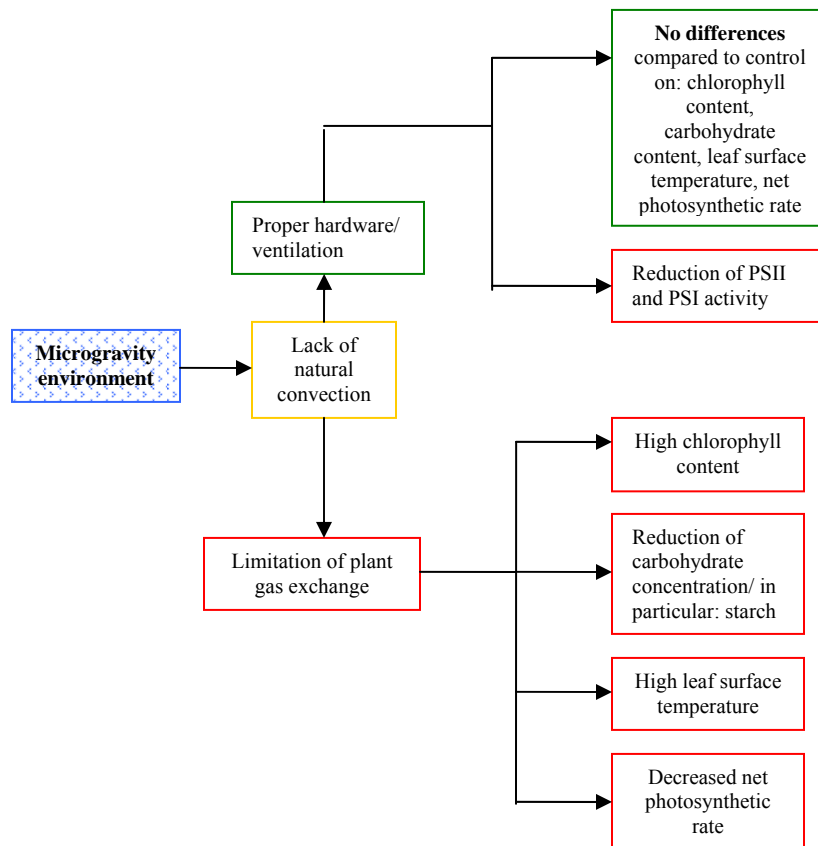 No differences
compared to control
on: chlorophyll
content,
carbohydrate
content, leaf surface
temperature, net
photosynthetic rate
Proper hardware/
ventilation
Reduction of PSII
and PSI activity
Microgravity
environment
Lack of
natural
convection
High chlorophyll
content
Limitation of plant
gas exchange
Reduction of
carbohydrate
concentration/ in
particular: starch
High leaf surface
temperature
Decreased net
photosynthetic
rate